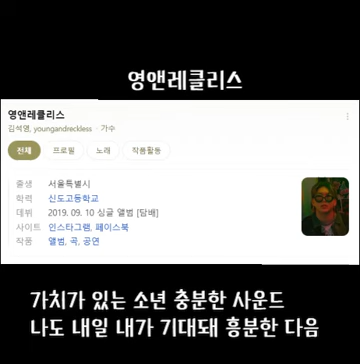 영앤레클리스
영앤레클리스
김석영, youngandreckless · 가수
전체
프로필
노래
작품활동
출생 서울특별시
학력 신도고등학교
데뷔 2019. 09. 10 싱글 앨범 [담배]
사이트 인스타그램, 페이스북
작품 앨범, 곡, 공연
가치가 있는 소년 충분한 사운드
나도 내일 내가 기대돼 흥분한 다음